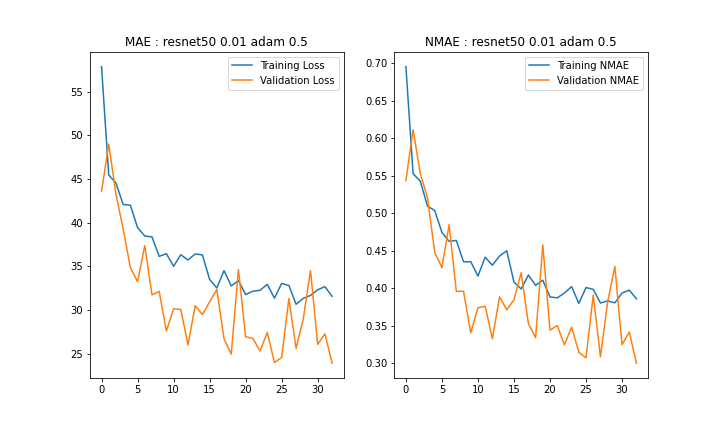 MAE : resnet50 0.01 adam 0.5
Training Loss
Validation Loss
55
50
45
40
35
30
25
0 5 10 15 20 25 30
NMAE : resnet50 0.01 adam 0.5
Training NMAE
Validation NMAE
0.70
0.65
0.60
0.55
0.50
0.45
0.40
0.35
0.30
0 5 10 15 20 25 30